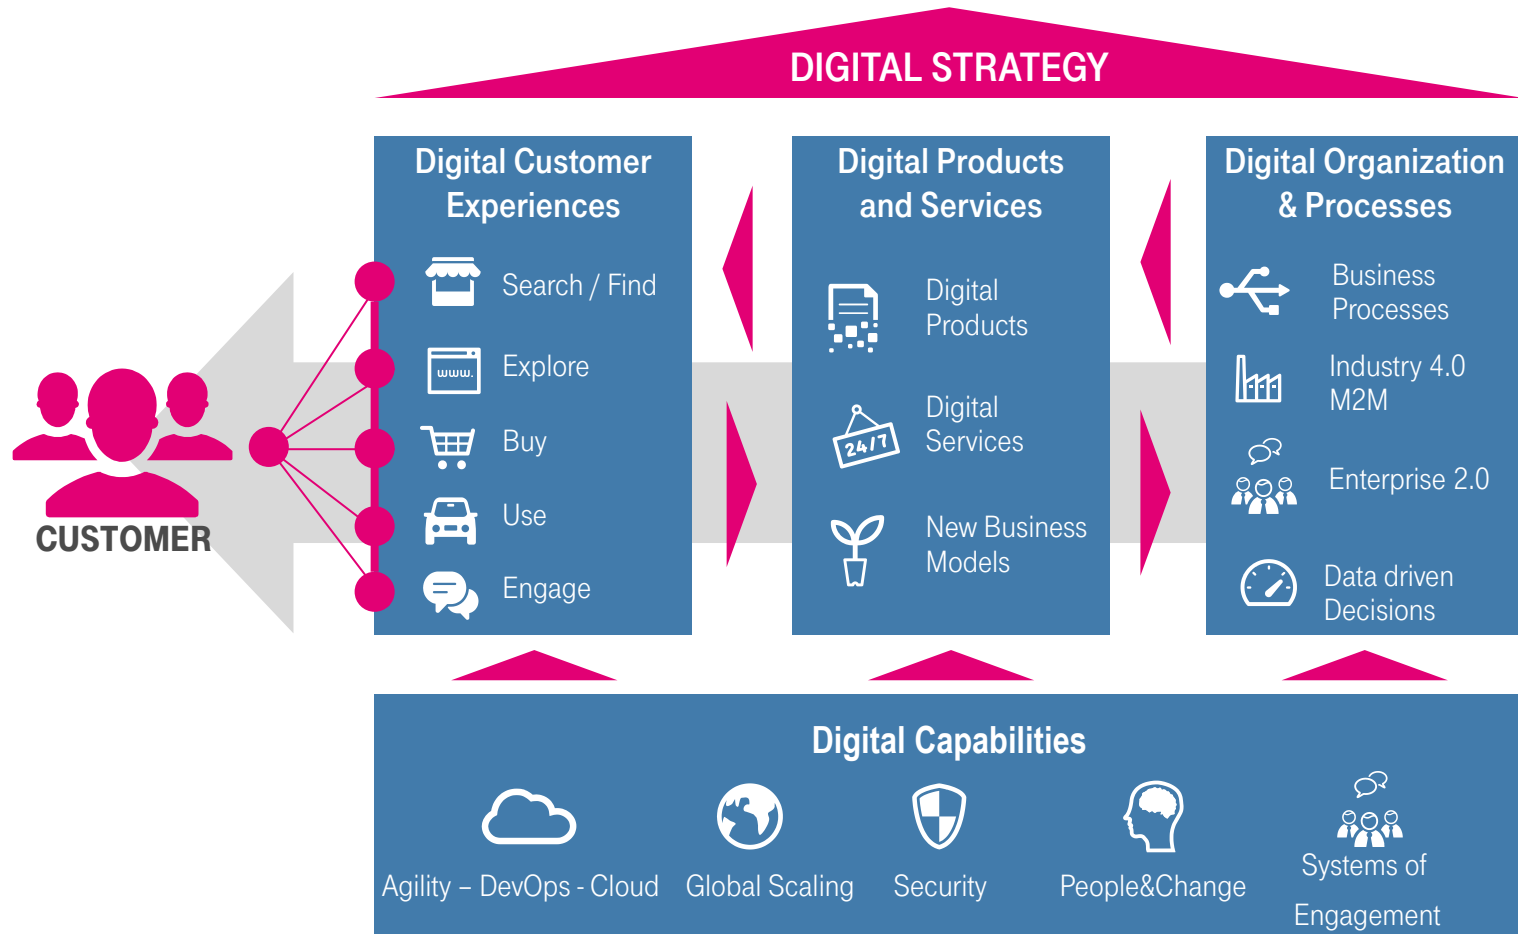 DIGITAL STRATEGY
Digital Customer
Experiences
Search / Find
Explore
www.
Buy
Use
Engage
CUSTOMER
Digital Products
and Services
Digital
Products
Digital
Services
24/7
New Business
Models
Digital Organization
& Processes
Business
Processes
Industry 4.0
M2M
Enterprise 2.0
Data driven
Decisions
Digital Capabilities
Agility – DevOps - Cloud
Global Scaling
Security
People&Change
Systems of
Engagement